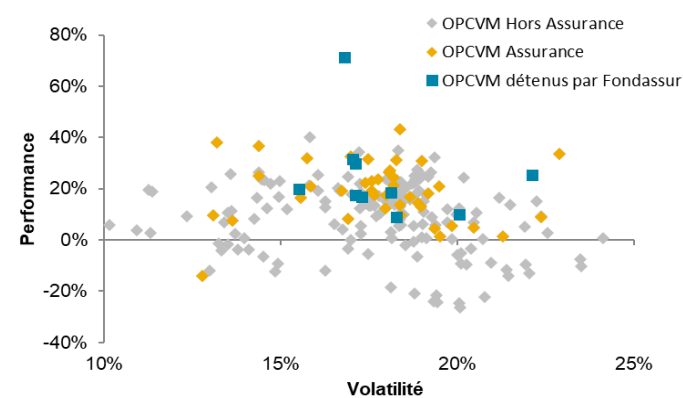 80%
60%
40%
20%
0%
-20%
-40%
Performance
OPCVM Hors Assurance
OPCVM Assurance
OPCVM détenus par Fondassur
10%
15%
20%
25%
Volatilité